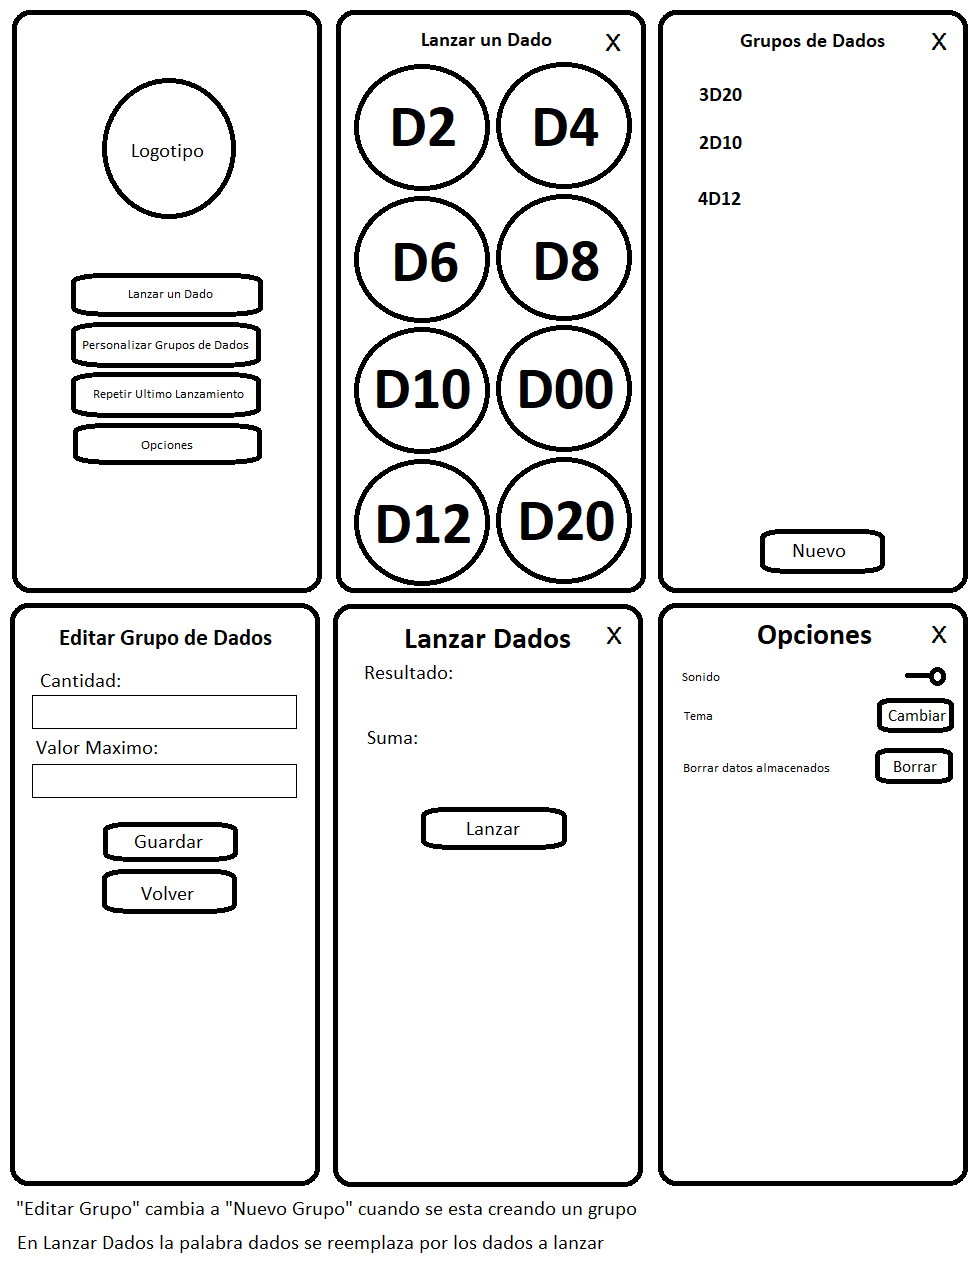 Logotipo
Lanzar un Dado
Personalizar Grupos de Dados
Repetir Ultimo Lanzamiento
Opciones
Lanzar un Dado X
D2 D4
D6 D8
D10 D00
D12 D20
Grupos de Dados X
3D20
2D10
4D12
Nuevo
Editar Grupo de Dados
Cantidad:
Valor Maximo:
Guardar
Volver
Lanzar Dados X
Resultado:
Suma:
Lanzar
Opciones X
Sonido
Tema Cambiar
Borrar datos almacenados Borrar
"Editar Grupo" cambia a "Nuevo Grupo" cuando se esta creando un grupo
En Lanzar Dados la palabra dados se reemplaza por los dados a lanzar